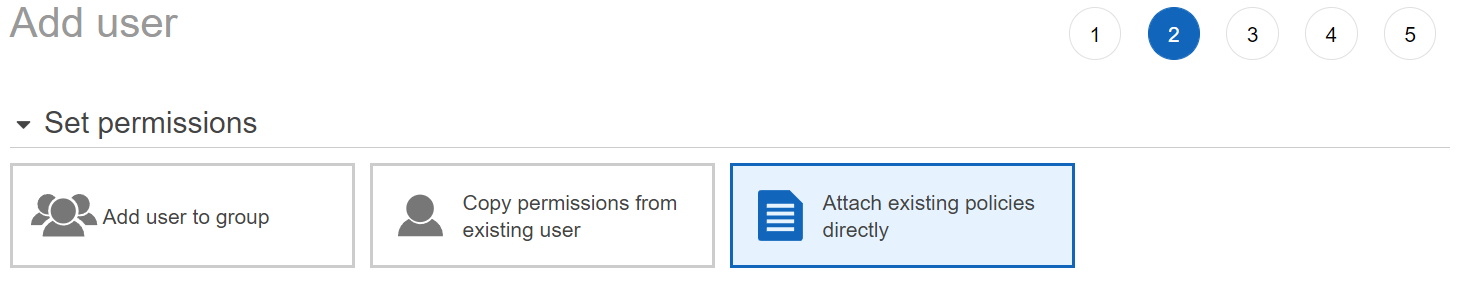 Add user
1 2 3 4 5
Set permissions
Add user to group
Copy permissions from
existing user
Attach existing policies
directly